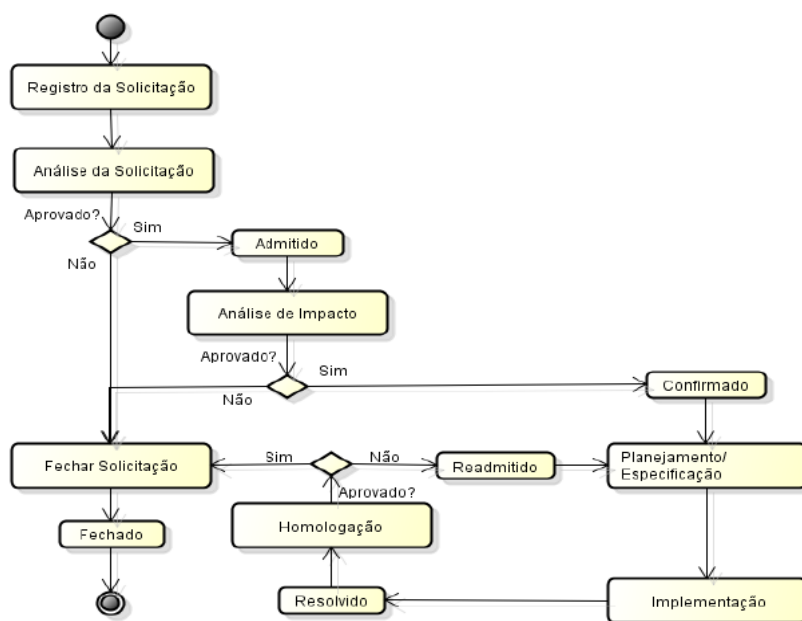 Registro da Solicitação
Análise da Solicitação
Aprovado?
Sim
Não
Admitido
Análise de Impacto
Aprovado?
Sim
Não
Confirmado
Fechar Solicitação
Sim
Não
Aprovado?
Readmitido
Planejamento/
Especificação
Fechado
Homologação
Resolvido
Implementação